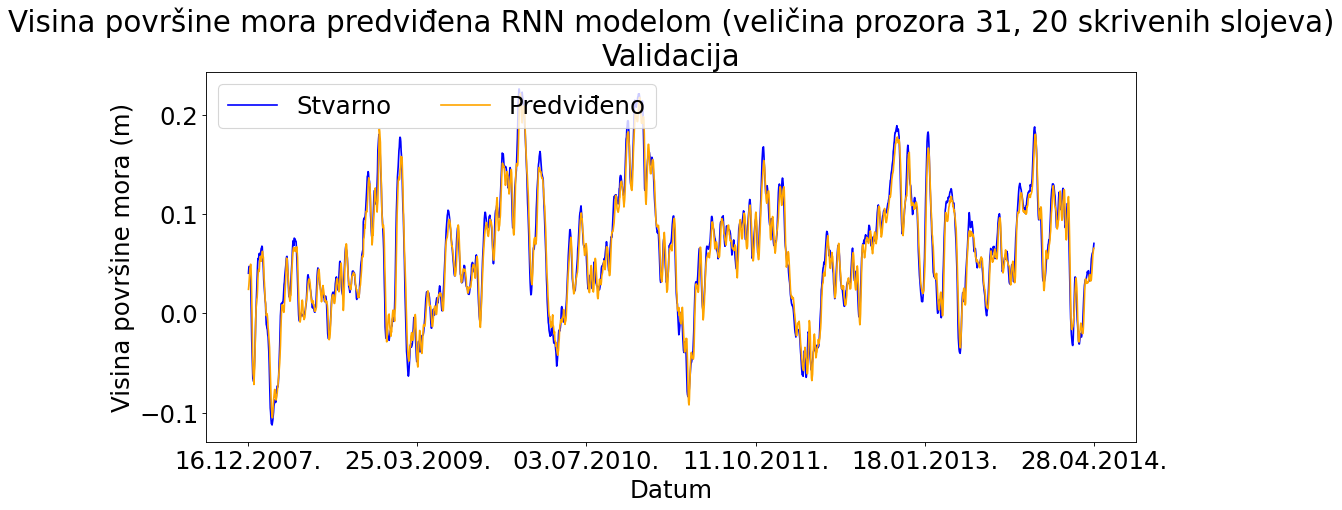 Visina površine mora predviđena RNN modelom (veličina prozora 31, 20 skrivenih slojeva)
Validacija
Stvarno Predviđeno
Visina površine mora (m)
0.2
0.1
0.0
−0.1
16.12.2007. 25.03.2009. 03.07.2010. 11.10.2011. 18.01.2013. 28.04.2014.
Datum